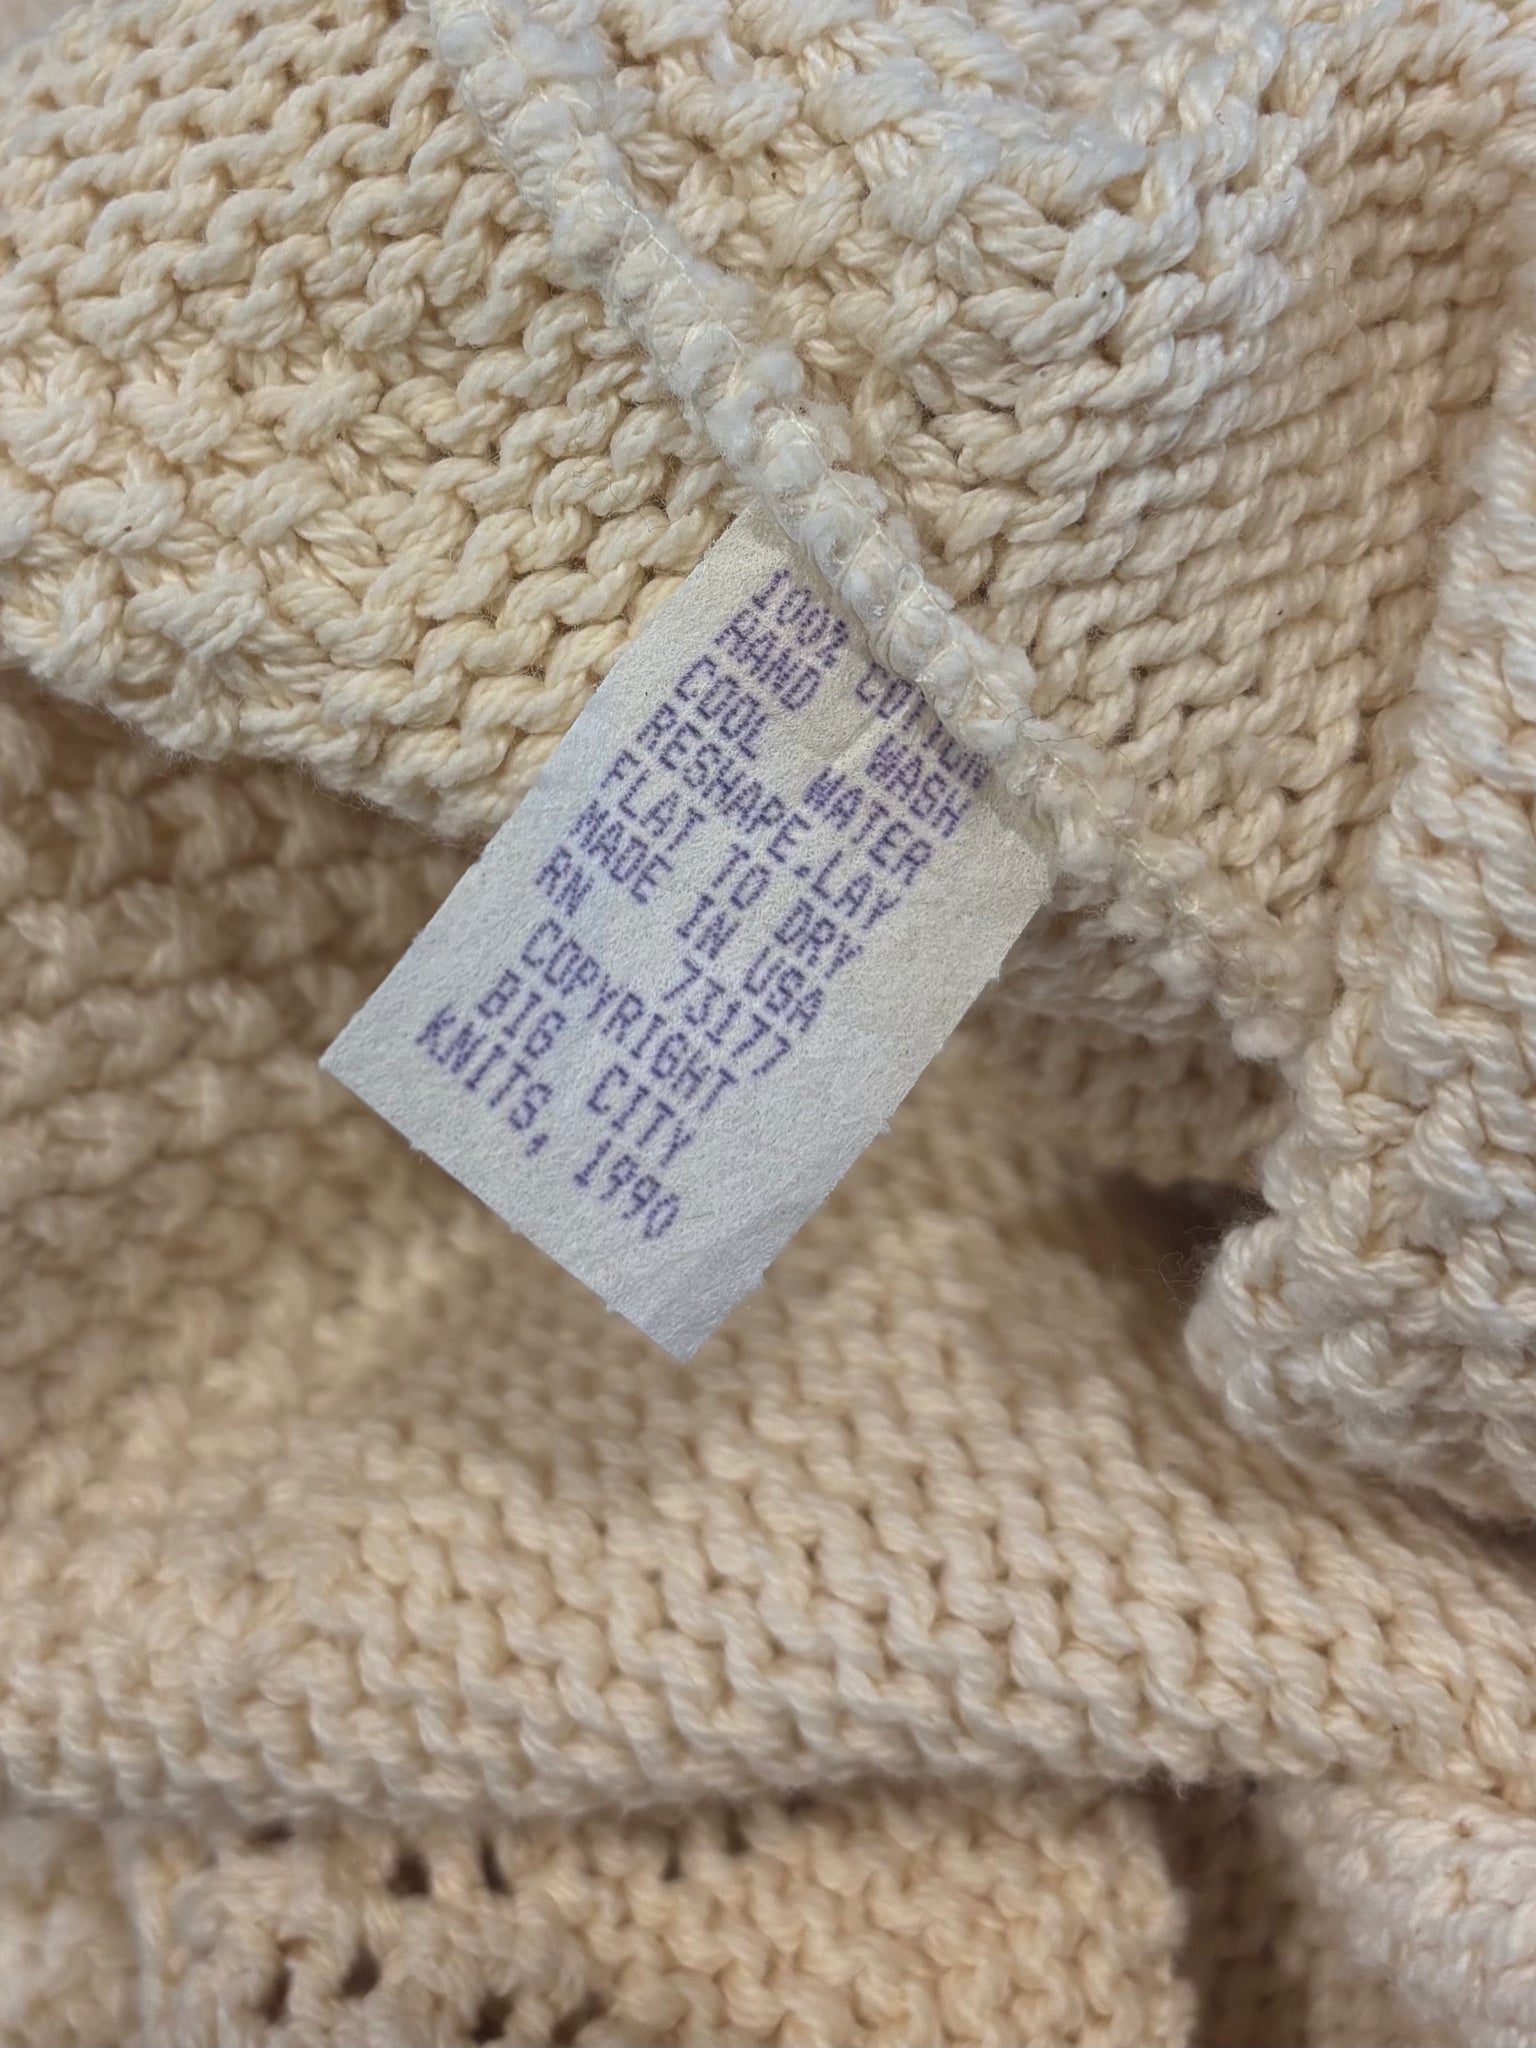 100% COTTON
HAND WASH
COOL WATER
RESHAPE.LAY
FLAT TO DRY
MADE IN USA
RN 73177
COPYRIGHT
BIG CITY
KNITS, 1990